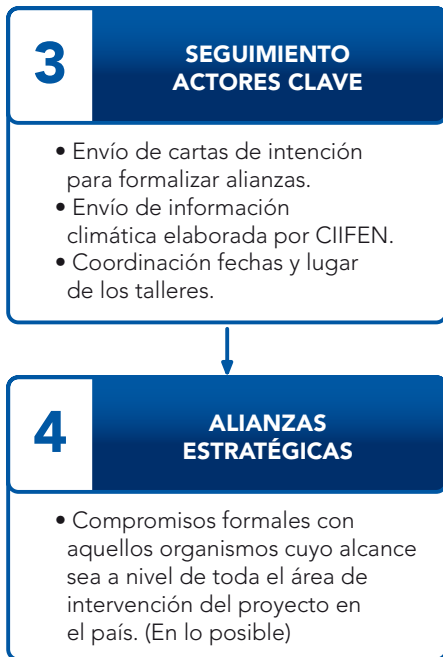 3
SEGUIMIENTO
ACTORES CLAVE
• Envío de cartas de intención
para formalizar alianzas.
• Envío de información
climática elaborada por CIIFEN.
• Coordinación fechas y lugar
de los talleres.
4
ALIANZAS
ESTRATÉGICAS
• Compromisos formales con
aquellos organismos cuyo alcance
sea a nivel de toda el área de
intervención del proyecto en
el país. (En lo posible)